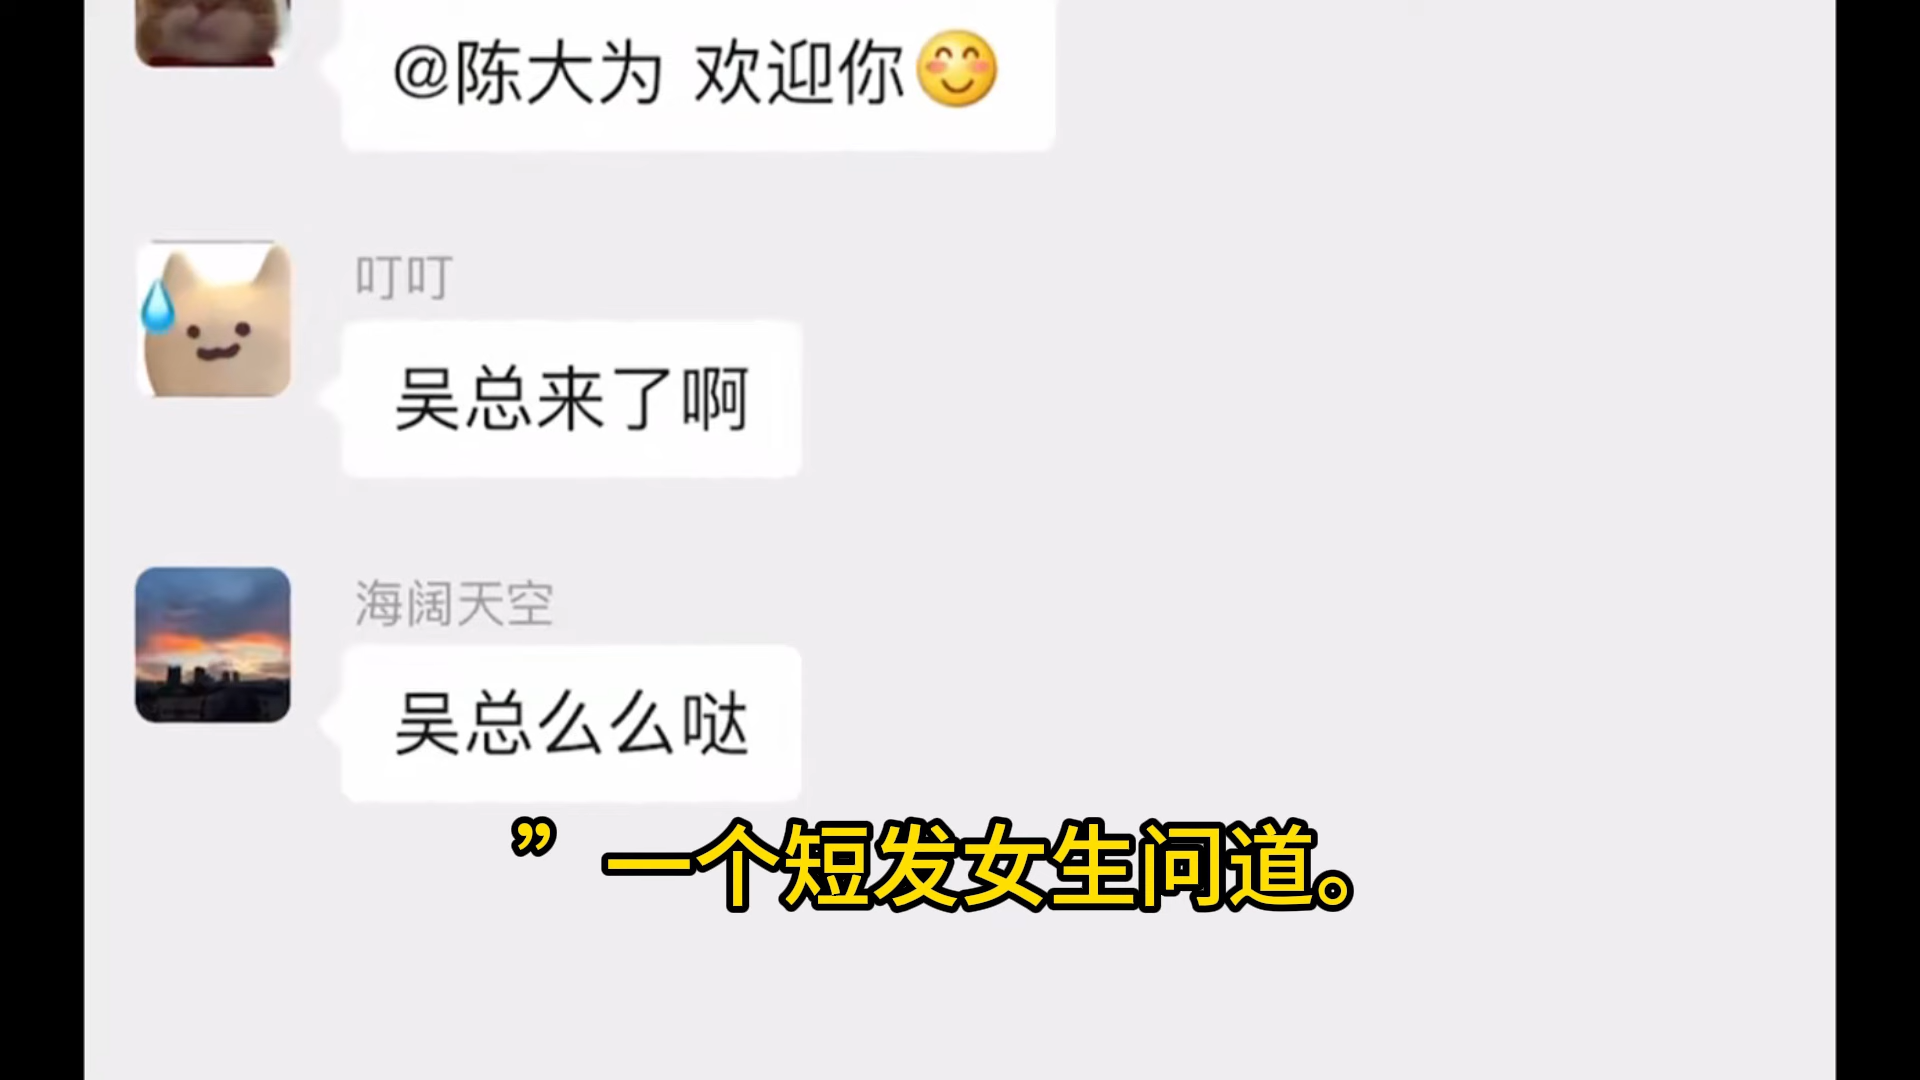 @陈大为 欢迎你😊
叮叮
吴总来了啊
海阔天空
吴总么么哒
”一个短发女生问道。